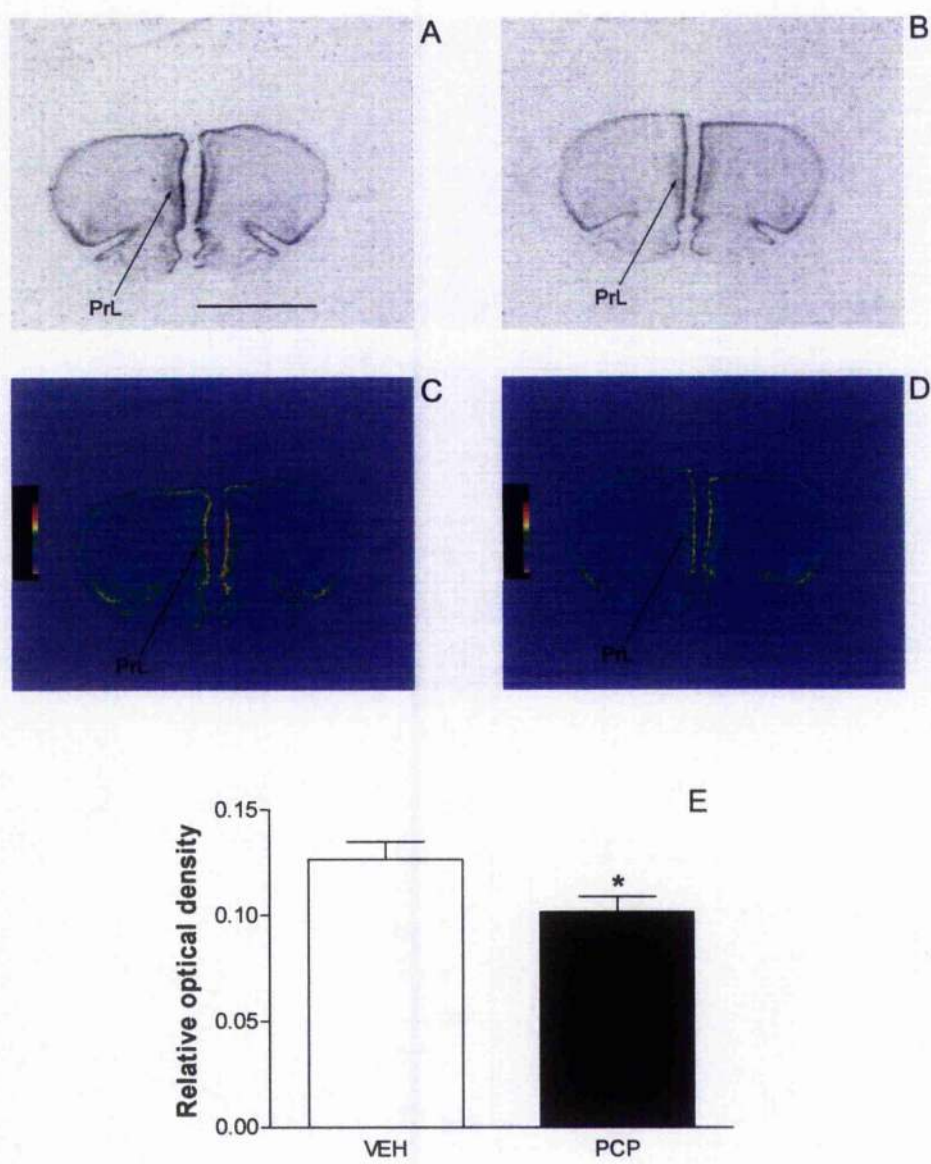 A
B
PrL
PrL
C
D
PrL
PrL
E
Relative optical density
0.15
*
0.10
0.05
0.00
VEH
PCP